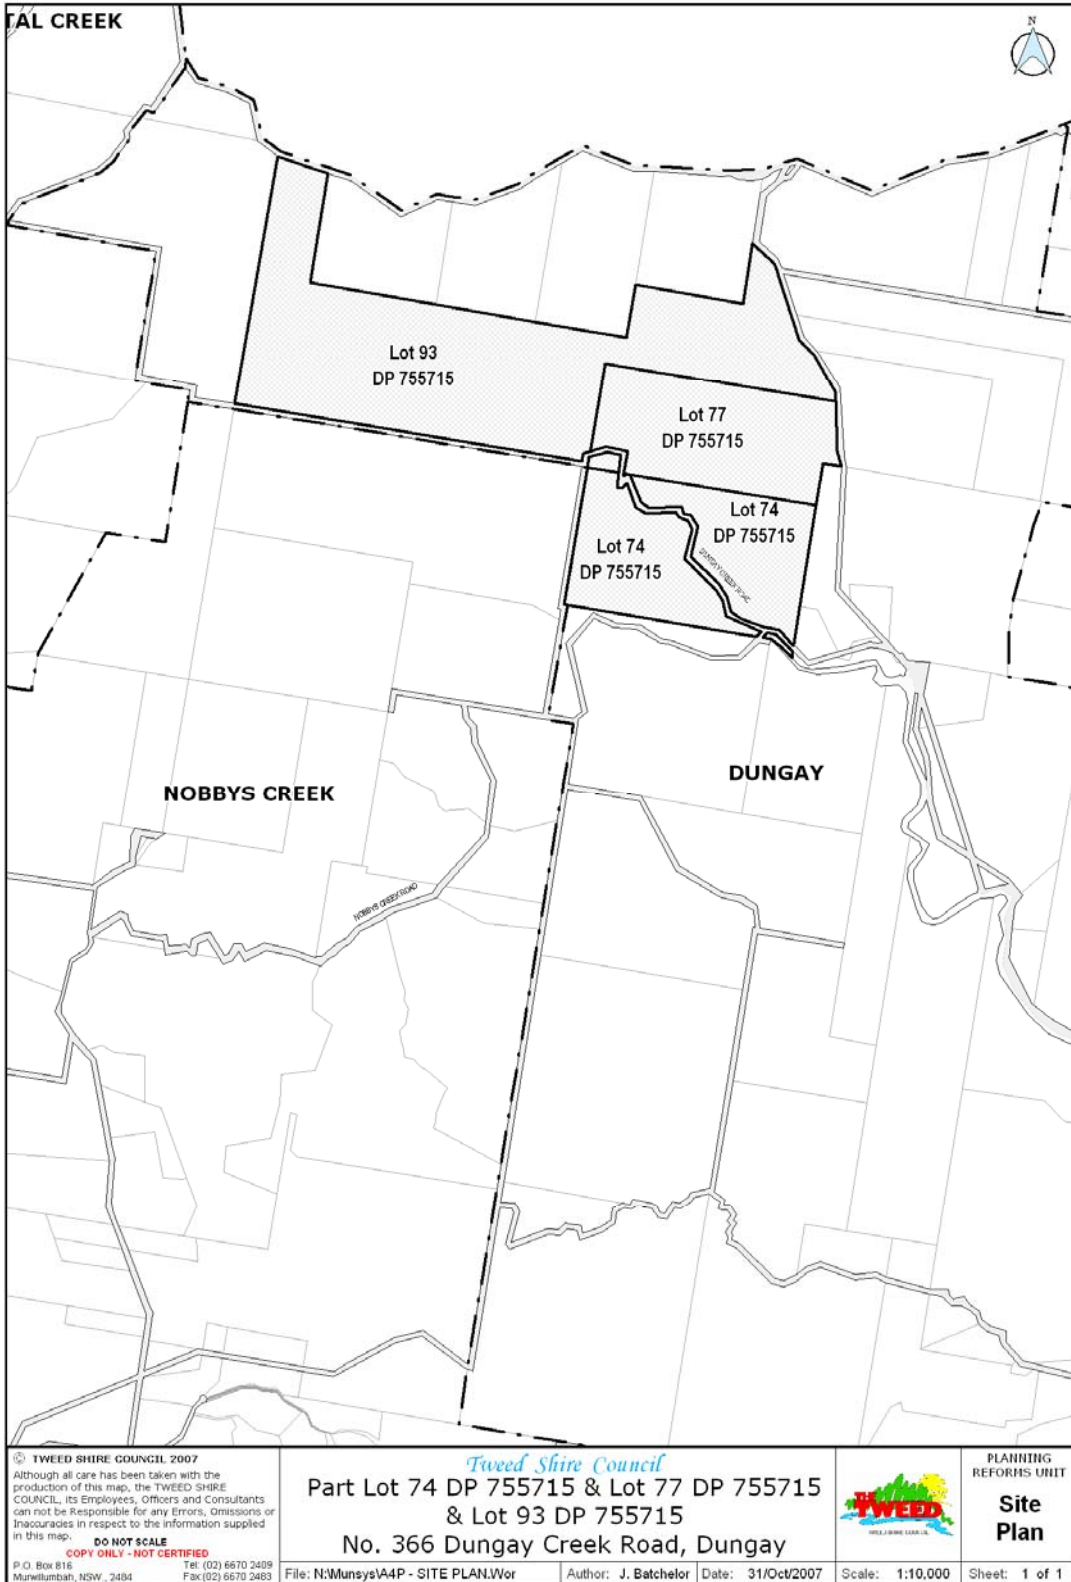 TAL CREEK
N
Lot 93
DP 755715
Lot 77
DP 755715
Lot 74
DP 755715
Lot 74
DP 755715
DUNGAY CREEK ROAD
DUNGAY
NOBBYS CREEK
NOBBYS CREEK ROAD
© TWEED SHIRE COUNCIL 2007
Although all care has been taken with the
production of this map, the TWEED SHIRE
COUNCIL, its Employees, Officers and Consultants
can not be Responsible for any Errors, Omissions or
Inaccuracies in respect to the information supplied
in this map.
DO NOT SCALE
COPY ONLY - NOT CERTIFIED
P.O. Box 816
Murwillumbah, NSW, 2484
Tel: (02) 6670 2409
Fax:(02) 6670 2483
Tweed Shire Council
Part Lot 74 DP 755715 & Lot 77 DP 755715
& Lot 93 DP 755715
No. 366 Dungay Creek Road, Dungay
File: N:\Munsys\A4P - SITE PLAN.Wor
Author: J. Batchelor
Date: 31/Oct/2007
THE TWEED
TWEED SHIRE COUNCIL
Scale: 1:10,000
PLANNING
REFORMS UNIT
Site
Plan
Sheet: 1 of 1